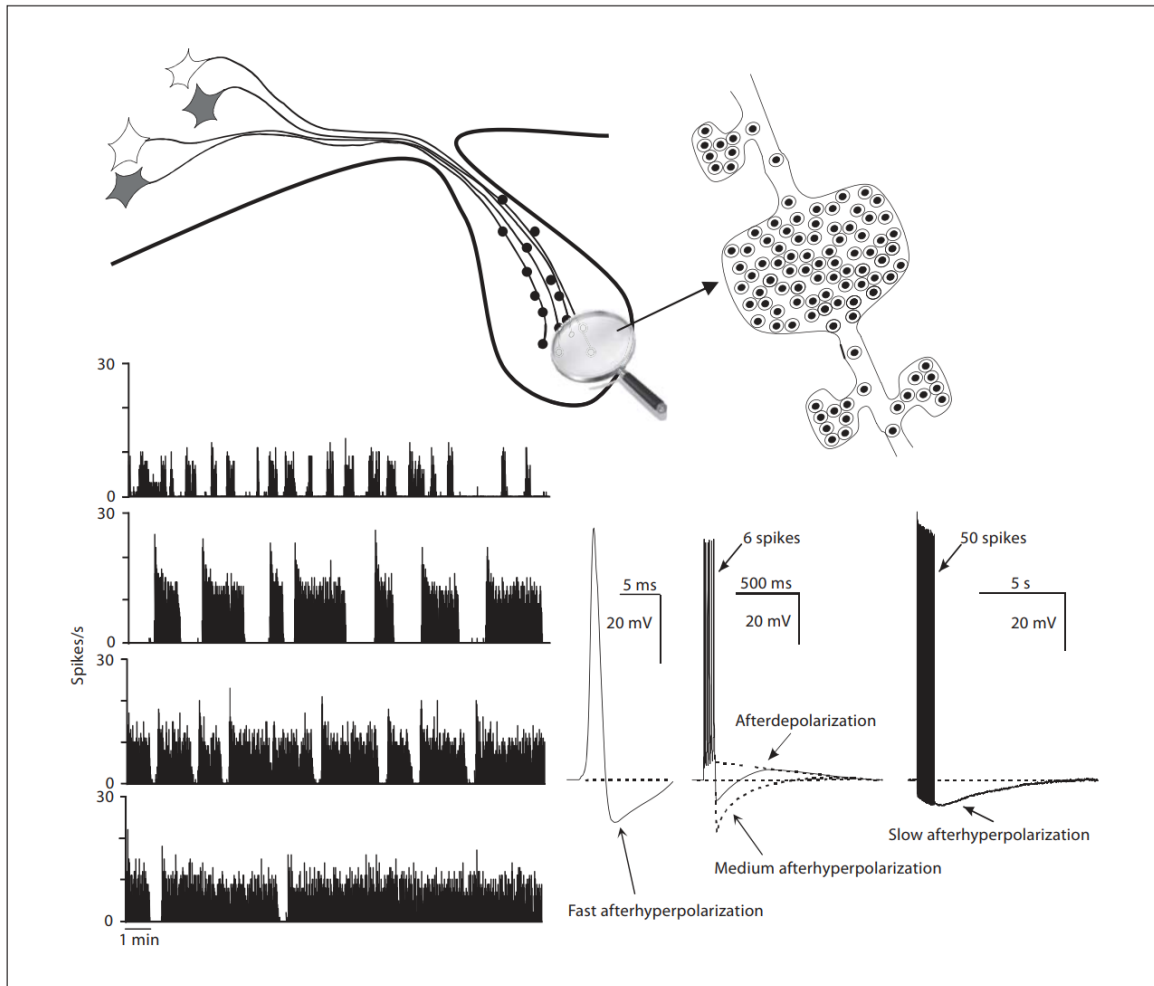 30
0
30
0
Spikes/s
30
0
30
0
1 min
5 ms
20 mV
6 spikes
500 ms
20 mV
50 spikes
5 s
20 mV
Afterdepolarization
Medium afterhyperpolarization
Fast afterhyperpolarization
Slow afterhyperpolarization